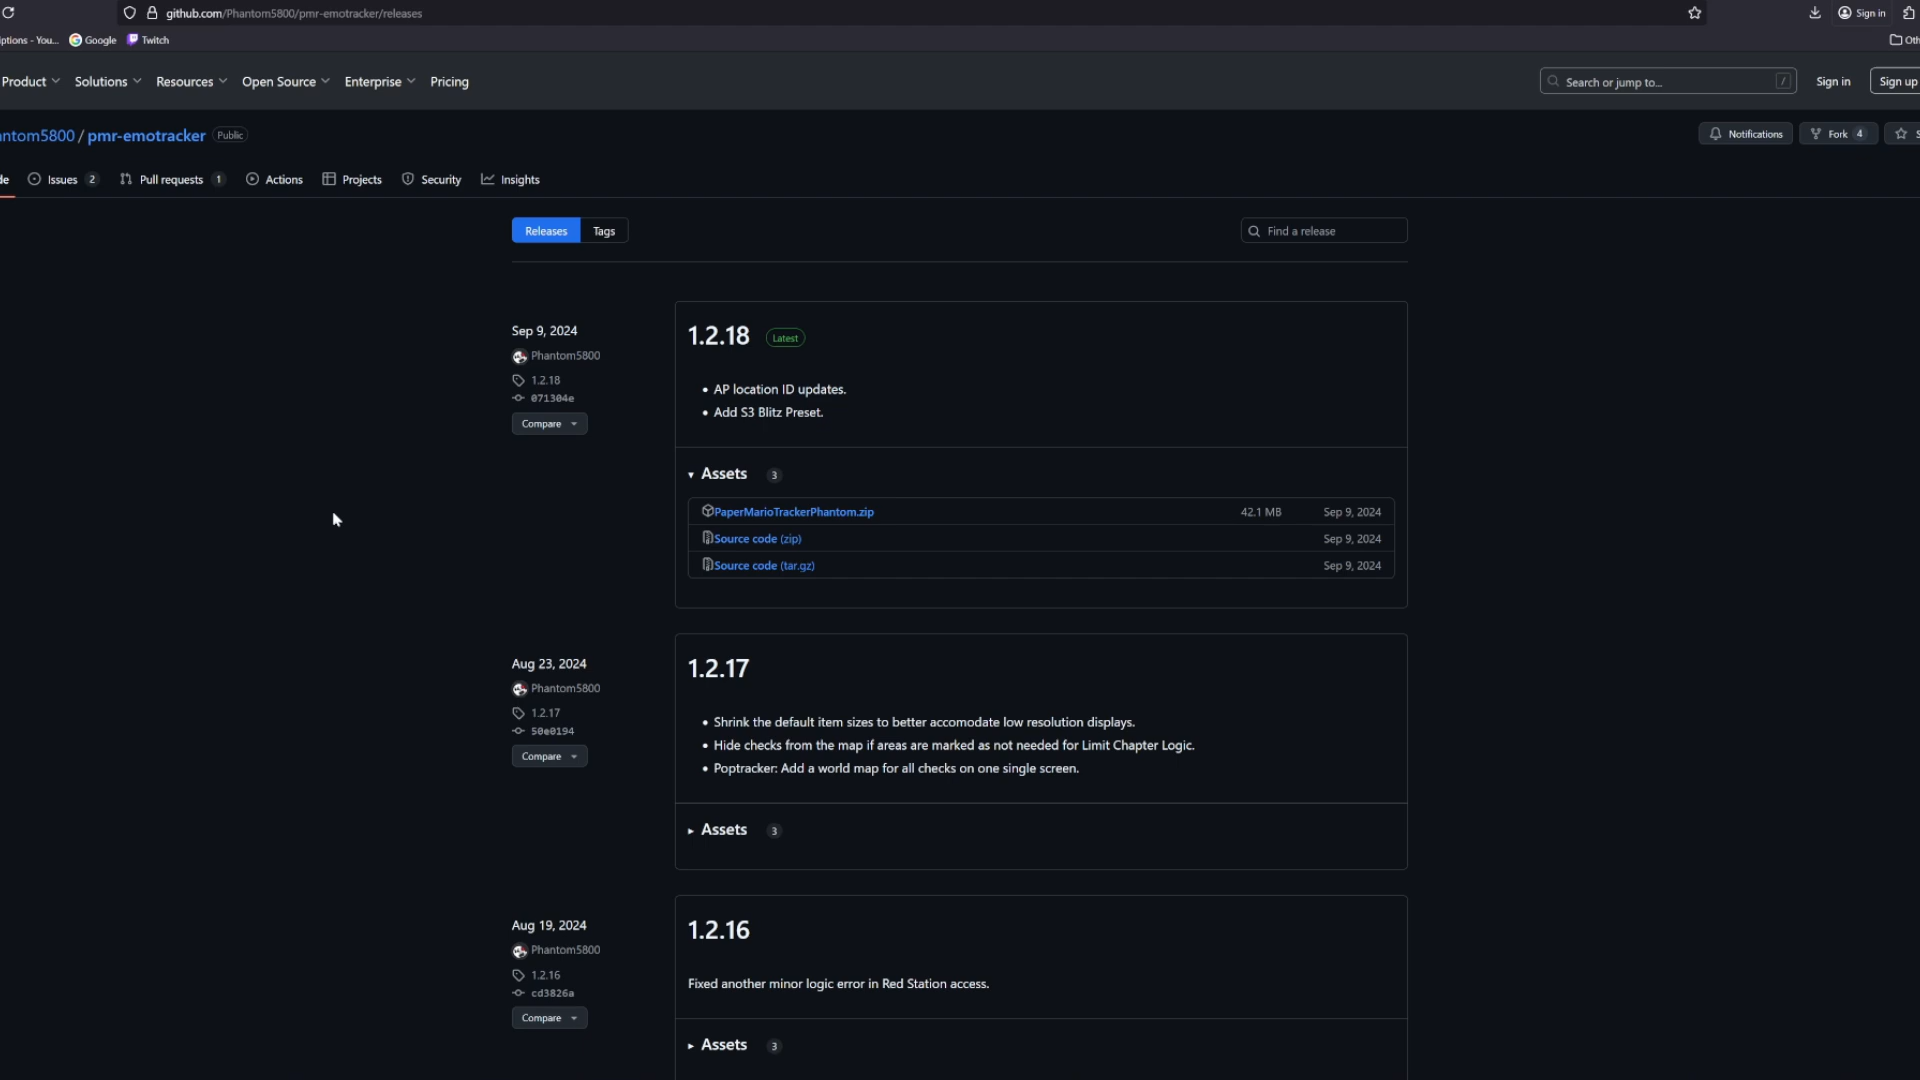 github.com/Phantom5800/pmr-emotracker/releases
Sign in
iptions - You... Google Twitch
Oth
Product Solutions Resources Open Source Enterprise Pricing
Search or jump to... /
Sign in
Sign up
antom5800 / pmr-emotracker Public
Notifications
Fork 4
S
de Issues 2 Pull requests 1 Actions Projects Security Insights
Releases Tags
Find a release
Sep 9, 2024
Phantom5800
1.2.18
071304e
Compare
1.2.18 Latest
• AP location ID updates.
• Add S3 Blitz Preset.
Assets 3
PaperMarioTrackerPhantom.zip 42.1 MB Sep 9, 2024
Source code (zip) Sep 9, 2024
Source code (tar.gz) Sep 9, 2024
Aug 23, 2024
Phantom5800
1.2.17
50e0194
Compare
1.2.17
• Shrink the default item sizes to better accomodate low resolution displays.
• Hide checks from the map if areas are marked as not needed for Limit Chapter Logic.
• Poptracker: Add a world map for all checks on one single screen.
Assets 3
Aug 19, 2024
Phantom5800
1.2.16
cd3826a
Compare
1.2.16
Fixed another minor logic error in Red Station access.
Assets 3